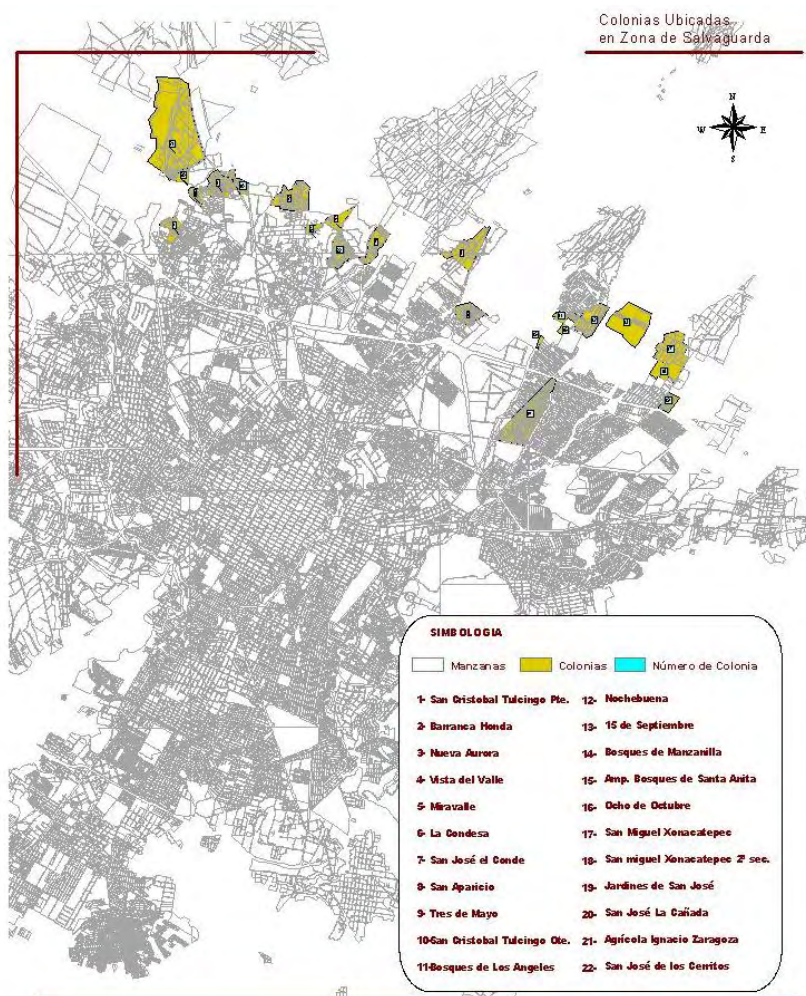 Colonias Ubicadas
en Zona de Salvaguarda
N
W E
S
SIMBOLOGIA
Manzanas Colonias Número de Colonia
1- San Cristobal Tulcingo Pte.
2- Barranca Honda
3- Nueva Aurora
4- Vista del Valle
5- Miravalle
6- La Condesa
7- San José el Conde
8- San Aparicio
9- Tres de Mayo
10-San Cristobal Tulcingo Ote.
11-Bosques de Los Angeles
12- Nochebuena
13- 15 de Septiembre
14- Bosques de Manzanilla
15- Amp. Bosques de Santa Anita
16- Ocho de Octubre
17- San Miguel Xonacatepec
18- San miguel Xonacatepec 2ª sec.
19- Jardines de San José
20- San José La Cañada
21- Agrícola Ignacio Zaragoza
22- San José de los Cerritos